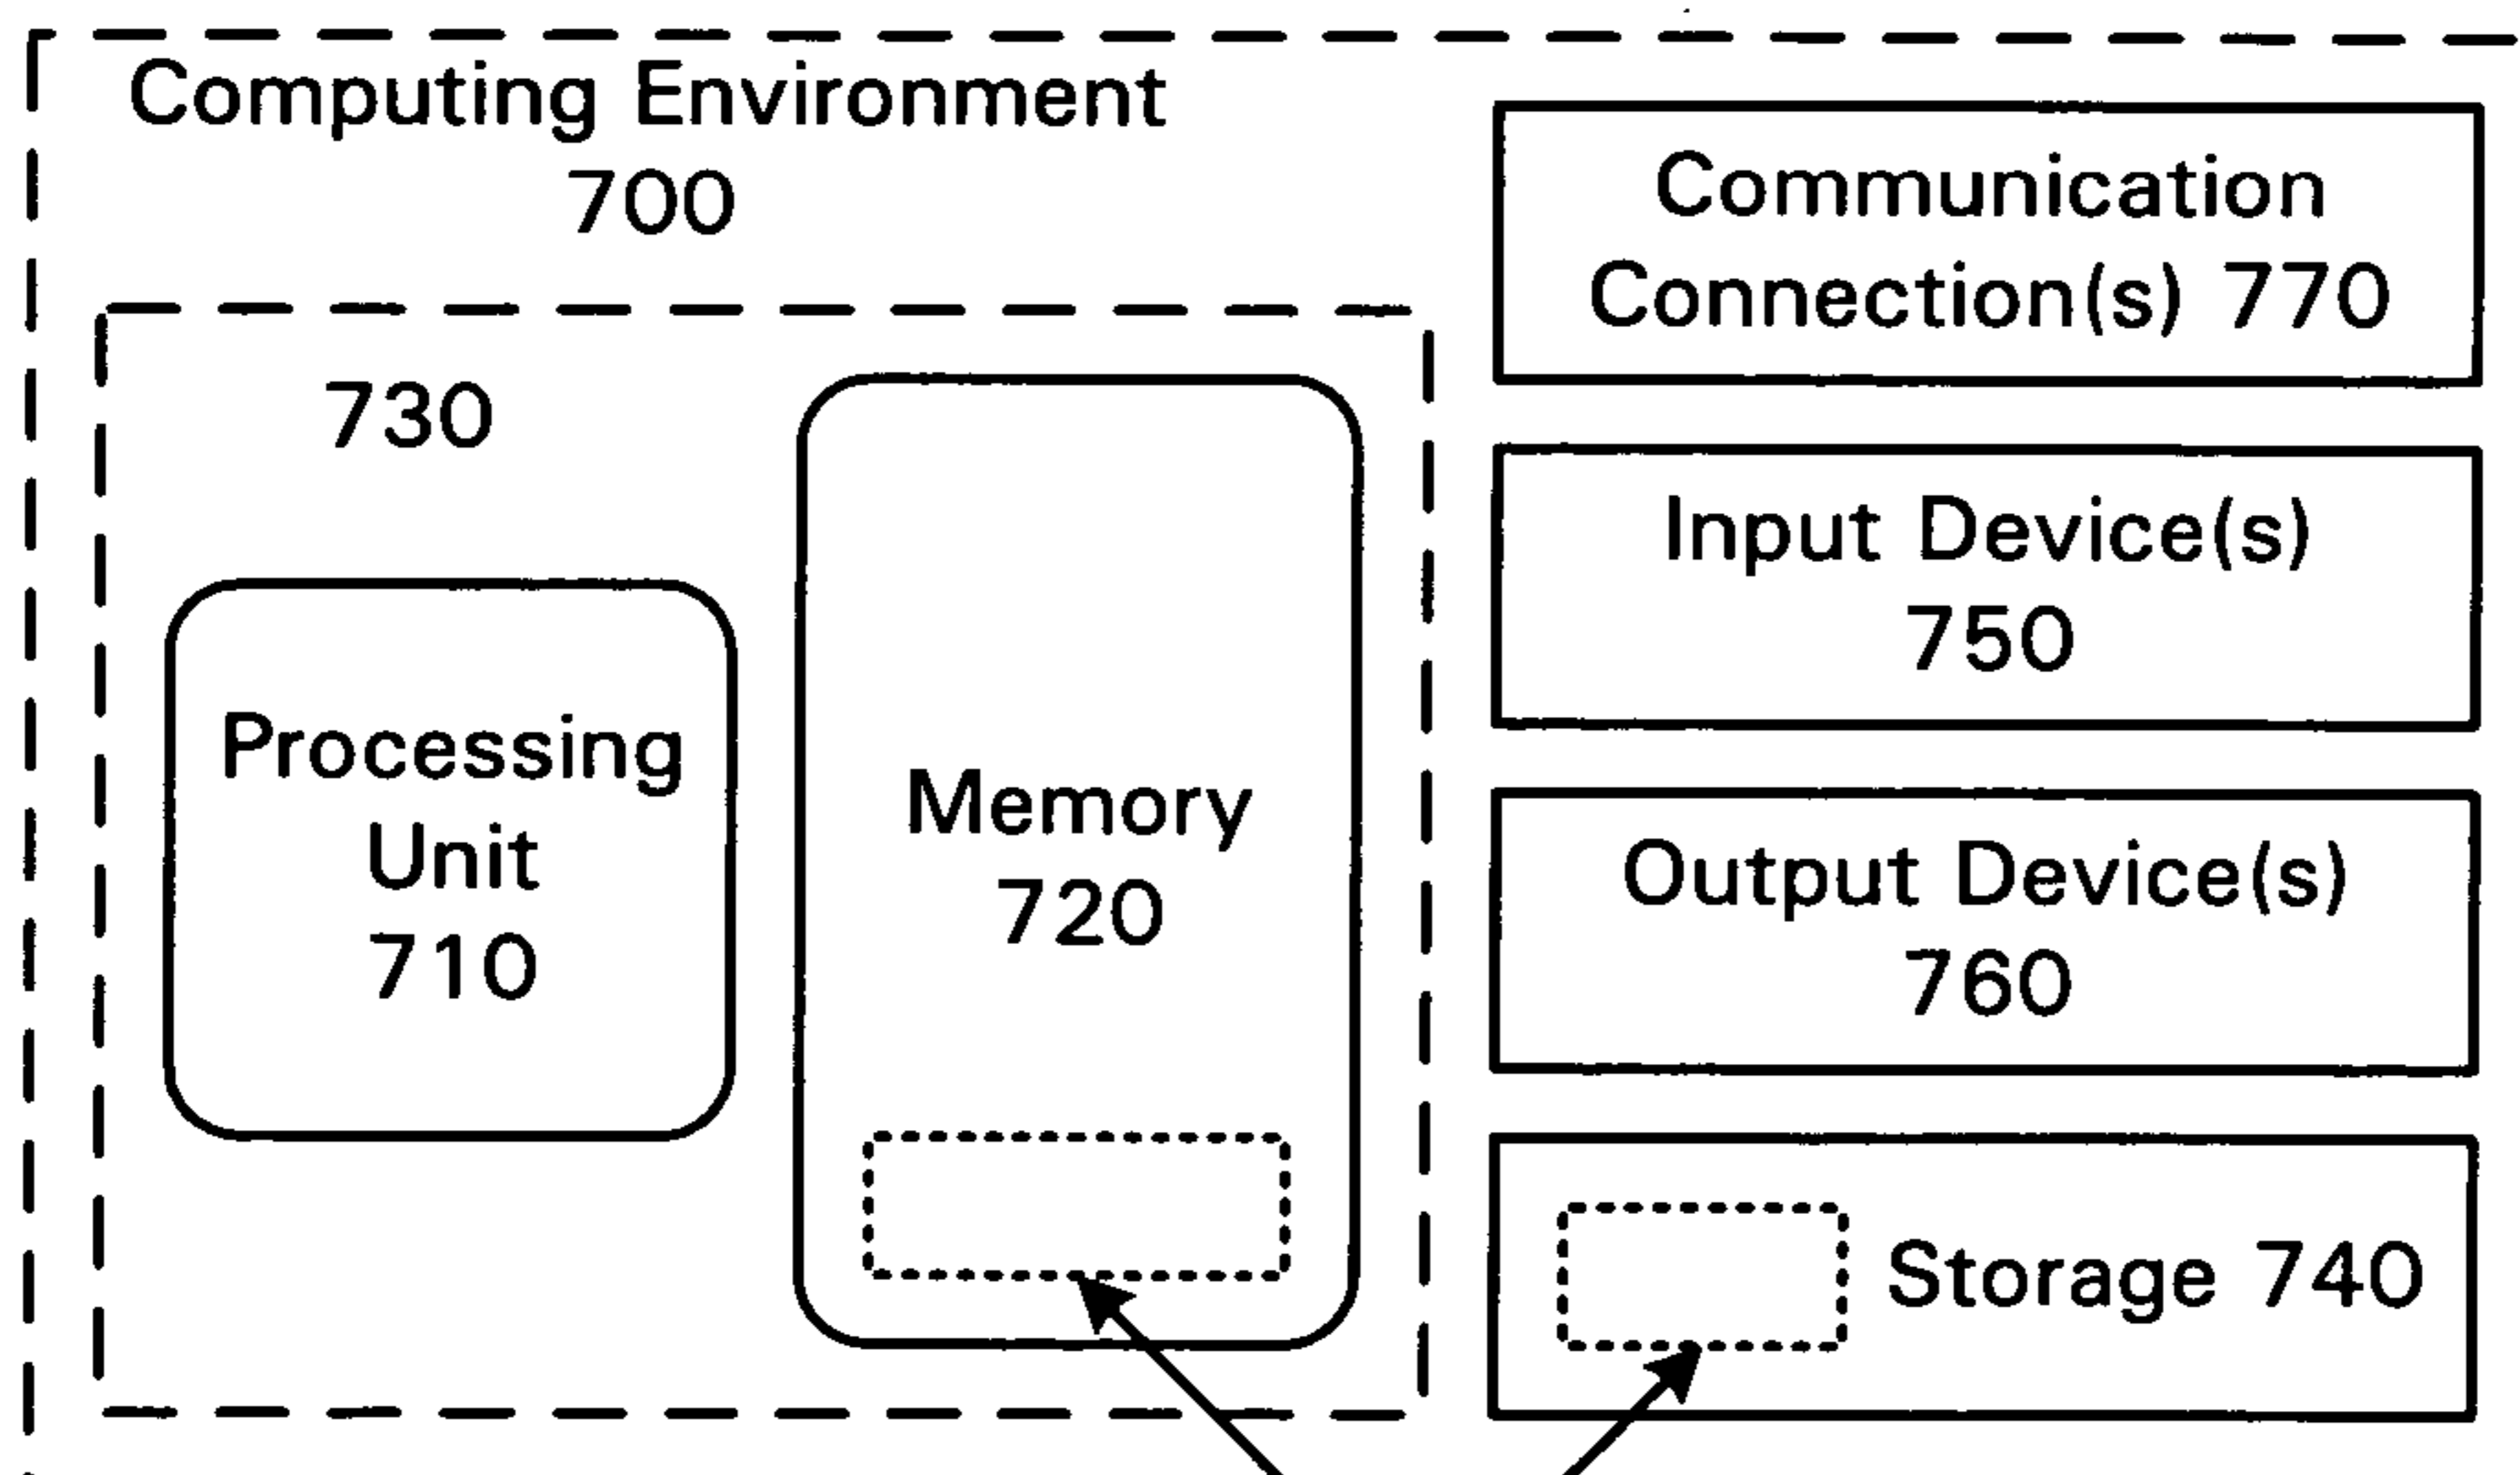 Computing Environment
700
730
Processing
Unit
710
Memory
720
Communication
Connection(s) 770
Input Device(s)
750
Output Device(s)
760
Storage 740